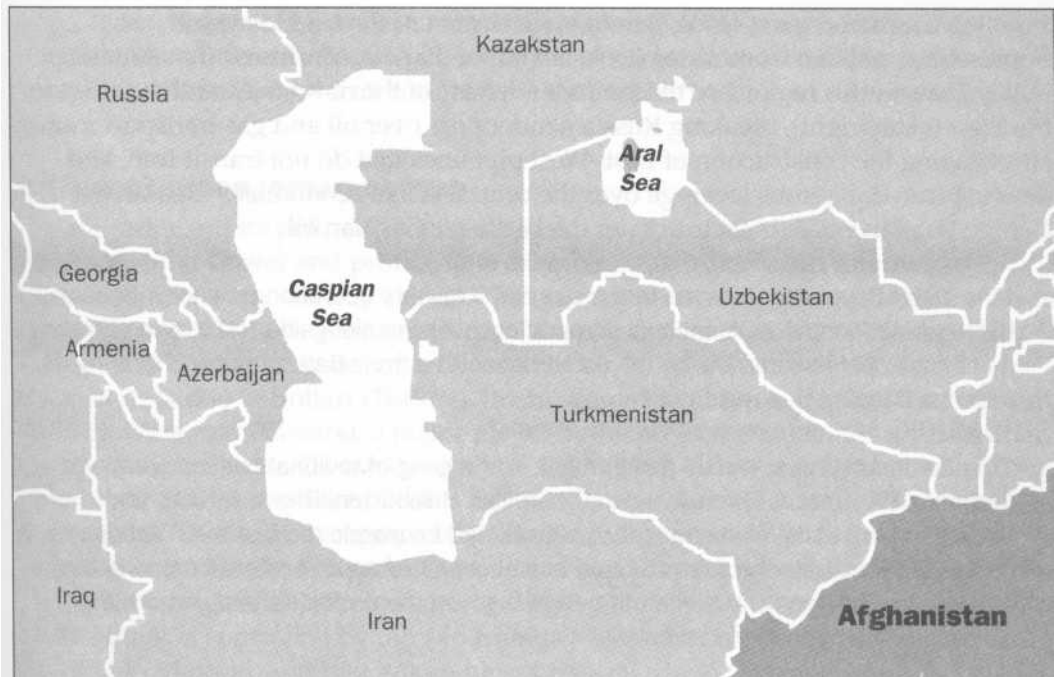 Kazakstan
Russia
Aral
Sea
Georgia
Caspian
Sea
Uzbekistan
Armenia
Azerbaijan
Turkmenistan
Iraq
Iran
Afghanistan